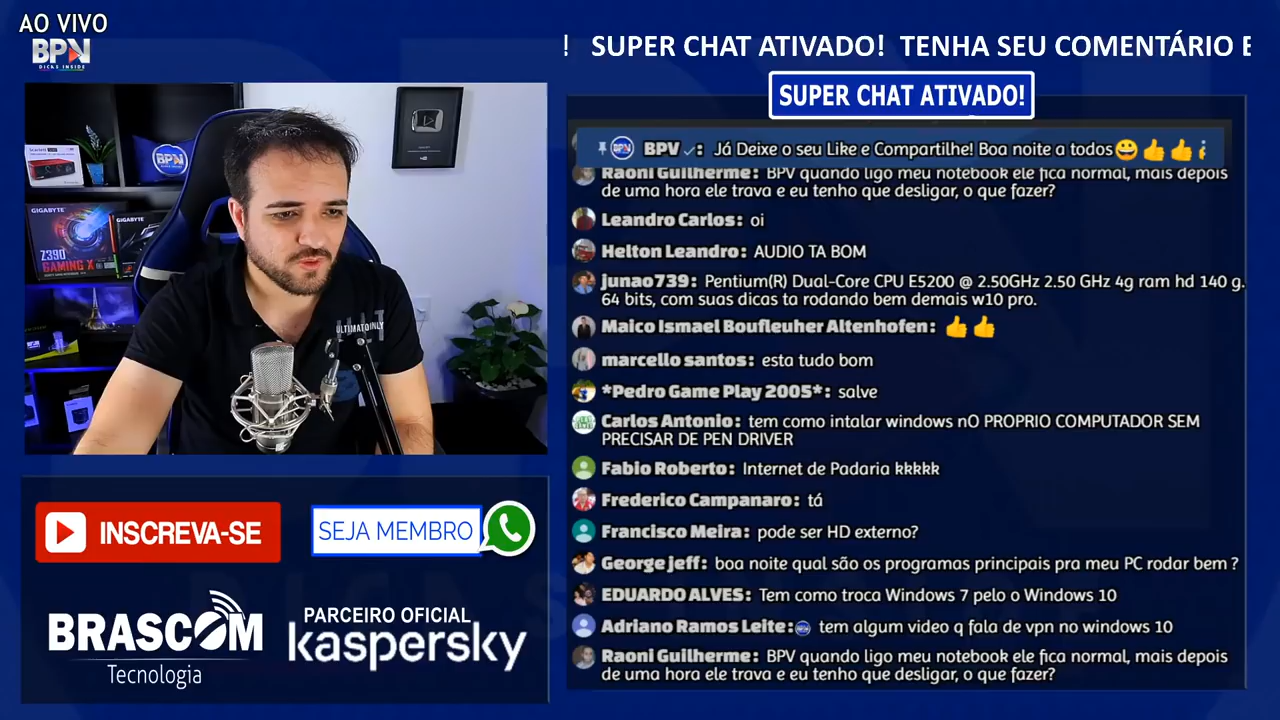 AO VIVO
BPN
DICAS INSIDE
! SUPER CHAT ATIVADO! TENHA SEU COMENTÁRIO E
SUPER CHAT ATIVADO!
BPV: Já Deixe o seu Like e Compartilhe! Boa noite a todos😀👍👍
Raoni Guilherme: BPV quando ligo meu notebook ele fica normal, mais depois
de uma hora ele trava e eu tenho que desligar, o que fazer?
Leandro Carlos: oi
Helton Leandro: AUDIO TA BOM
junao739: Pentium(R) Dual-Core CPU E5200 @ 2.50GHz 2.50 GHz 4g ram hd 140 g.
64 bits, com suas dicas ta rodando bem demais w10 pro.
Maico Ismael Boufleuher Altenhofen: 👍👍
marcello santos: esta tudo bom
*Pedro Game Play 2005*: salve
Carlos Antonio: tem como intalar windows nO PROPRIO COMPUTADOR SEM
PRECISAR DE PEN DRIVER
Fabio Roberto: Internet de Padaria kkkkk
Frederico Campanaro: tá
Francisco Meira: pode ser HD externo?
George jeff: boa noite qual são os programas principais pra meu PC rodar bem ?
EDUARDO ALVES: Tem como troca Windows 7 pelo o Windows 10
Adriano Ramos Leite: tem algum video q fala de vpn no windows 10
Raoni Guilherme: BPV quando ligo meu notebook ele fica normal, mais depois
de uma hora ele trava e eu tenho que desligar, o que fazer?
BPN
GIGABYTE
GIGABYTE
Z390
GAMING X
ULTIMATO ONLY
INSCREVA-SE
SEJA MEMBRO
BRASCOM
Tecnologia
PARCEIRO OFICIAL
kaspersky